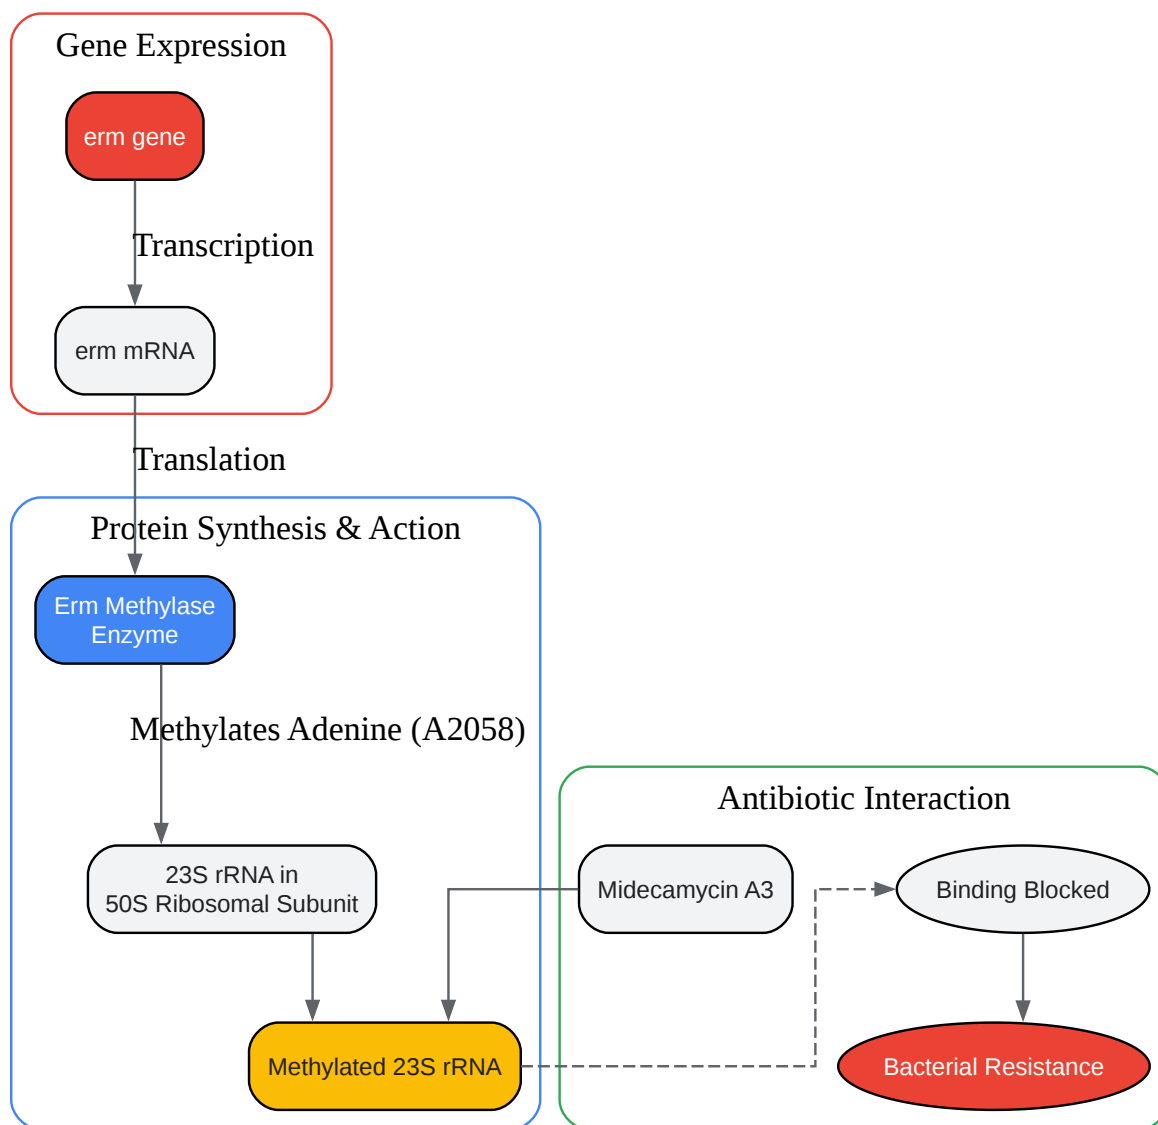 Gene Expression
erm gene
Transcription
erm mRNA
Translation
Protein Synthesis & Action
Erm Methylase
Enzyme
Methylates Adenine (A2058)
23S rRNA in
50S Ribosomal Subunit
Methylated 23S rRNA
Antibiotic Interaction
Midecamycin A3
Binding Blocked
Bacterial Resistance